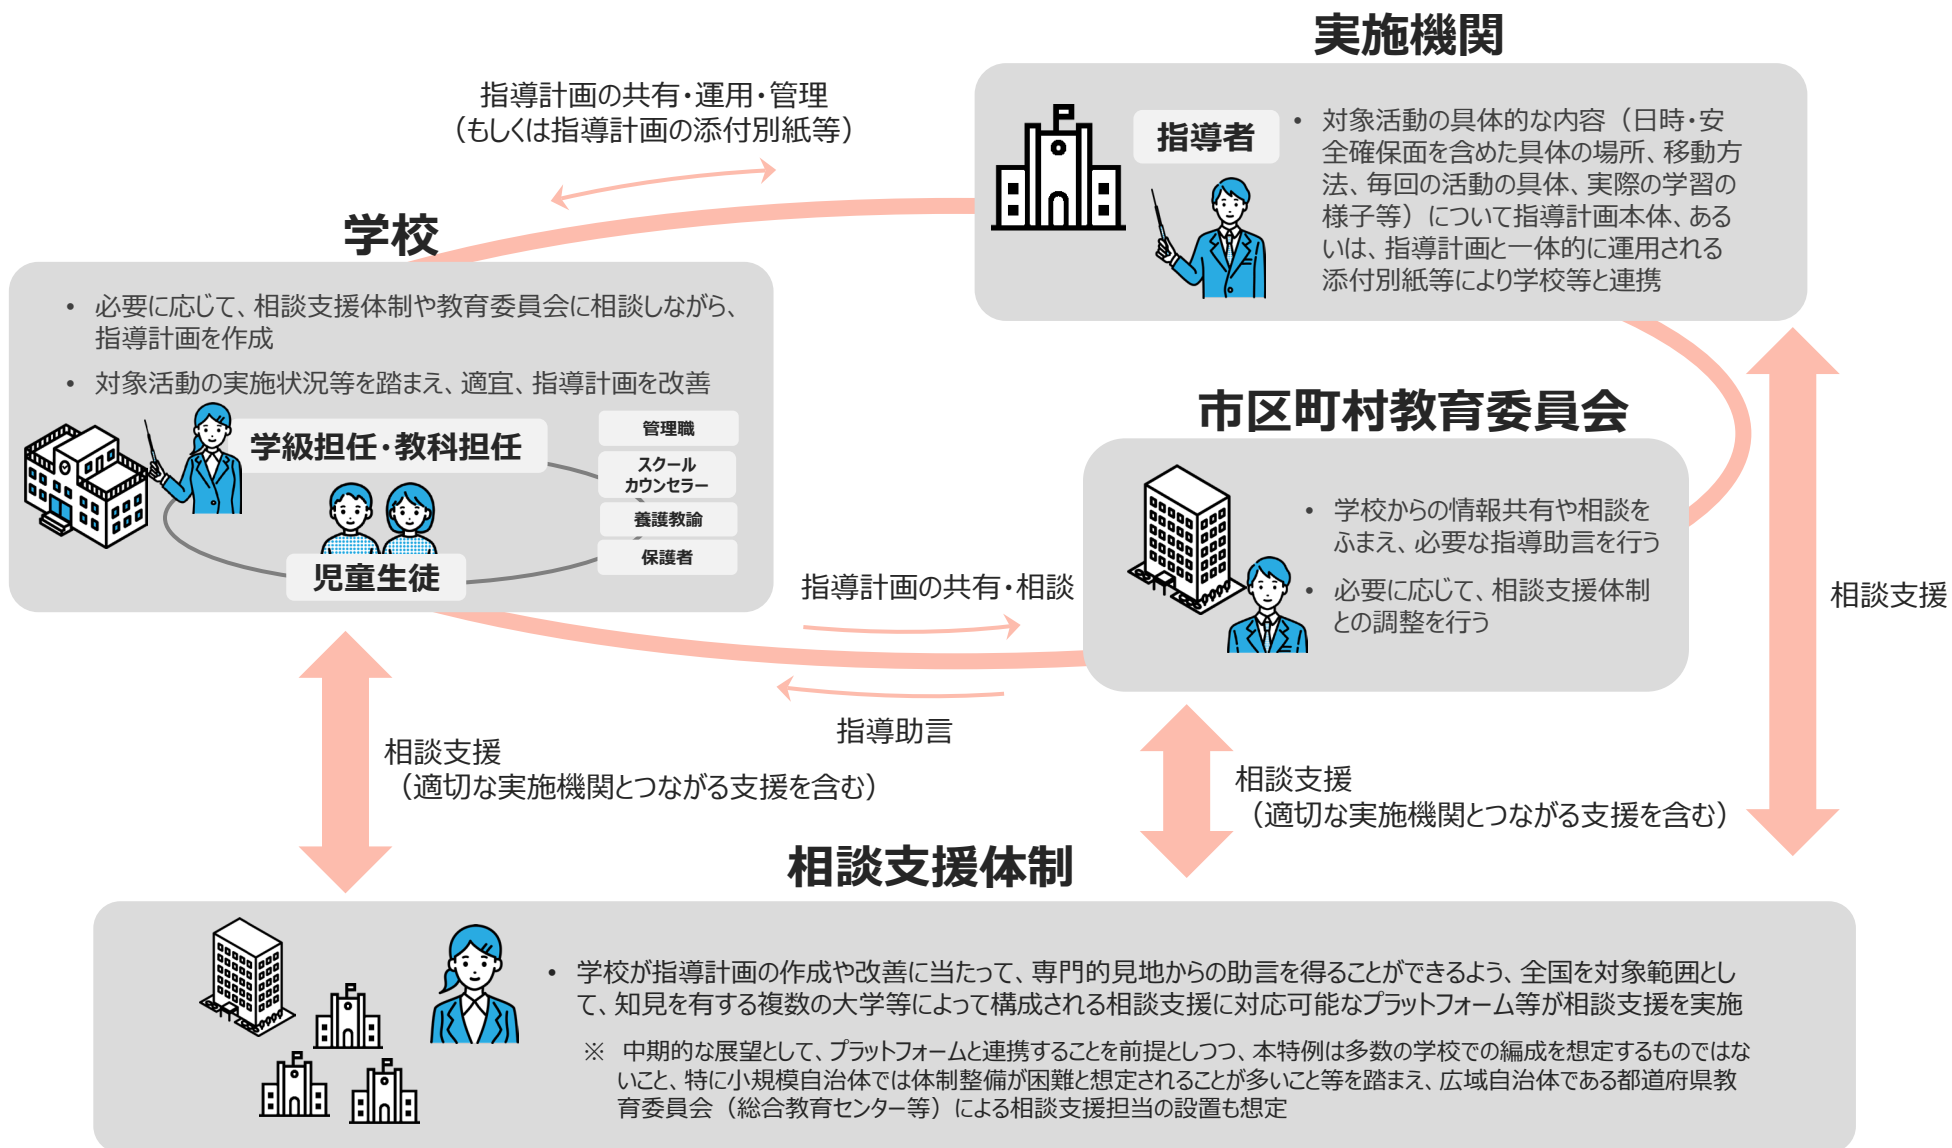 実施機関
指導計画の共有・運用・管理
（もしくは指導計画の添付別紙等）
指導者
• 対象活動の具体的な内容（日時・安
全確保面を含めた具体の場所、移動方
法、毎回の活動の具体、実際の学習の
様子等）について指導計画本体、ある
いは、指導計画と一体的に運用される
添付別紙等により学校等と連携
学校
• 必要に応じて、相談支援体制や教育委員会に相談しながら、
指導計画を作成
• 対象活動の実施状況等を踏まえ、適宜、指導計画を改善
学級担任・教科担任
管理職
スクール
カウンセラー
養護教諭
保護者
児童生徒
市区町村教育委員会
• 学校からの情報共有や相談を
ふまえ、必要な指導助言を行う
• 必要に応じて、相談支援体制
との調整を行う
指導計画の共有・相談
指導助言
相談支援
相談支援
（適切な実施機関とつながる支援を含む）
相談支援
（適切な実施機関とつながる支援を含む）
相談支援体制
• 学校が指導計画の作成や改善に当たって、専門的見地からの助言を得ることができるよう、全国を対象範囲とし
て、知見を有する複数の大学等によって構成される相談支援に対応可能なプラットフォーム等が相談支援を実施
※ 中期的な展望として、プラットフォームと連携することを前提としつつ、本特例は多数の学校での編成を想定するものではな
いこと、特に小規模自治体では体制整備が困難と想定されることが多いこと等を踏まえ、広域自治体である都道府県教
育委員会（総合教育センター等）による相談支援担当の設置も想定